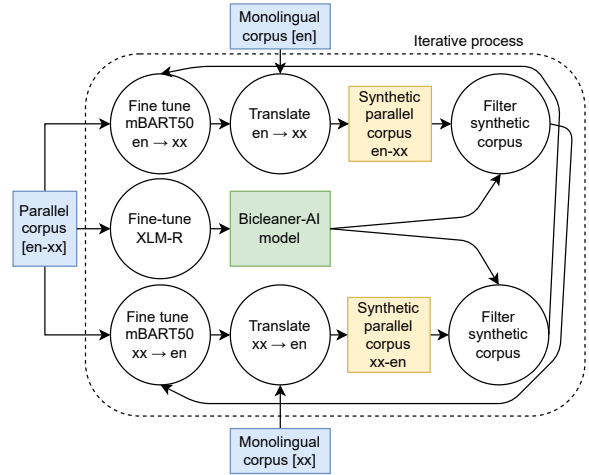 Monolingual
corpus [en]
Iterative process
Fine tune
mBART50
en → xx
Translate
en → xx
Synthetic
parallel
corpus
en-xx
Filter
synthetic
corpus
Parallel
corpus
[en-xx]
Fine-tune
XLM-R
Bicleaner-AI
model
Fine tune
mBART50
xx → en
Translate
xx → en
Synthetic
parallel
corpus
xx-en
Filter
synthetic
corpus
Monolingual
corpus [xx]